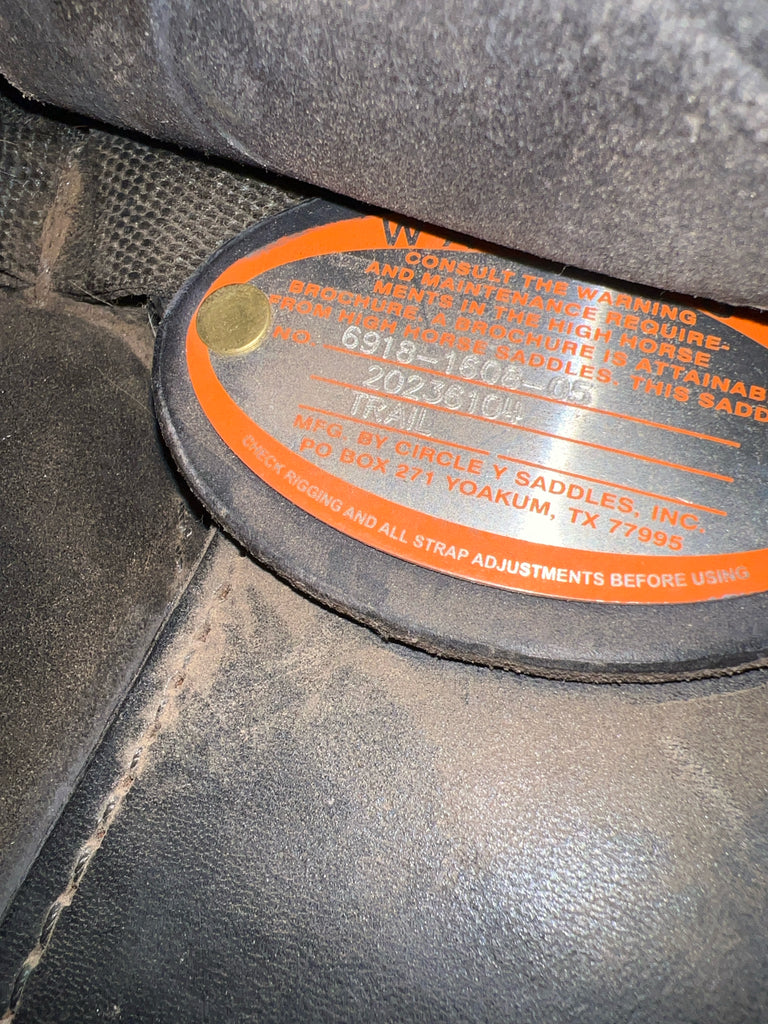 CONSULT THE WARNING
AND MAINTENANCE REQUIRE-
MENTS IN THE HIGH HORSE
BROCHURE. A BROCHURE IS ATTAINAB
FROM HIGH HORSE SADDLES. THIS SADD
NO. 6918-1608-05
20236104
TRAIL
MFG. BY CIRCLE Y SADDLES, INC.
PO BOX 271 YOAKUM, TX 77995
CHECK RIGGING AND ALL STRAP ADJUSTMENTS BEFORE USING